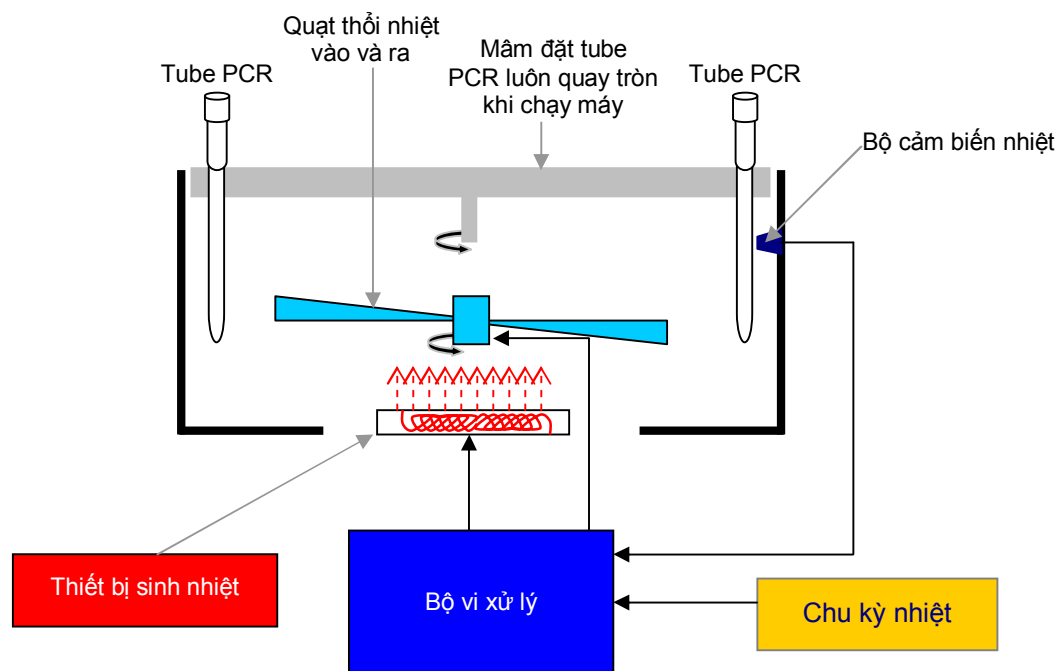 Quạt thổi nhiệt
vào và ra
Mâm đặt tube
PCR luôn quay tròn
khi chạy máy
Tube PCR
Tube PCR
Bộ cảm biến nhiệt
Thiết bị sinh nhiệt
Bộ vi xử lý
Chu kỳ nhiệt